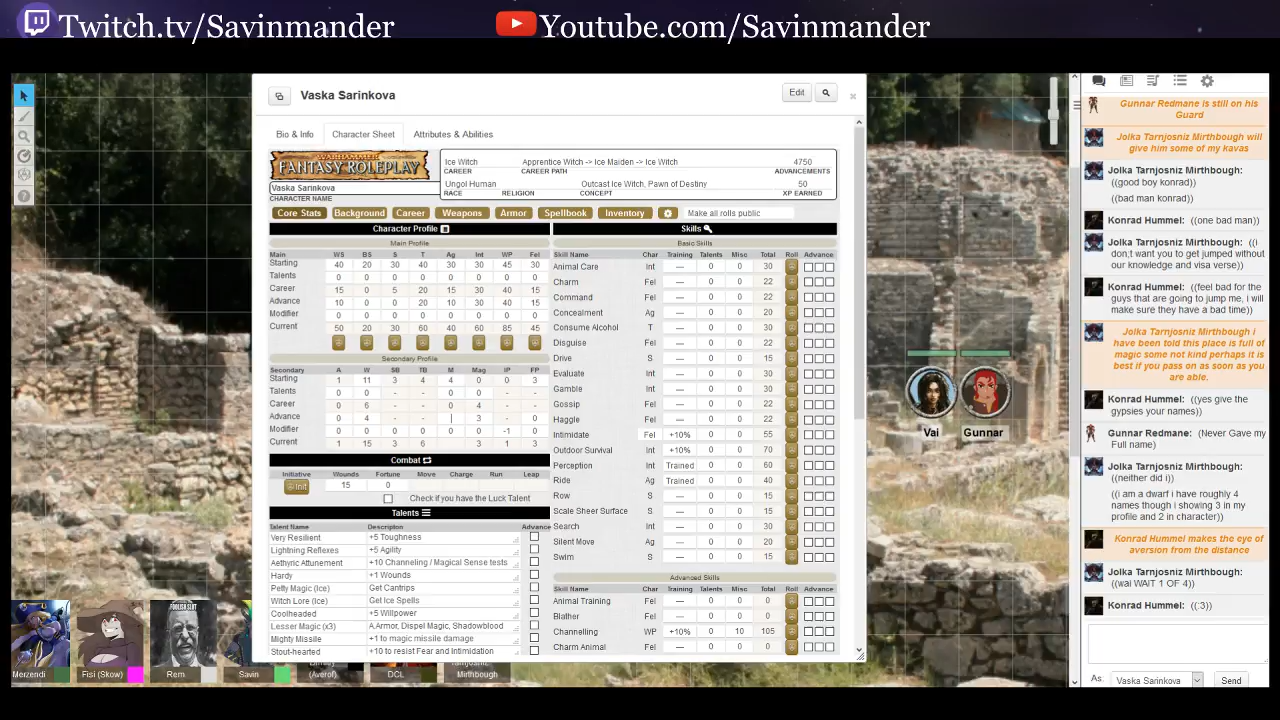 Twitch.tv/Savinmander
Youtube.com/Savinmander
Vaska Sarinkova
Edit
Bio & Info
Character Sheet
Attributes & Abilities
WARHAMMER
FANTASY ROLEPLAY
Vaska Sarinkova
CHARACTER NAME
Ice Witch Apprentice Witch -> Ice Maiden -> Ice Witch 4750
CAREER CAREER PATH ADVANCEMENTS
Ungol Human Outcast Ice Witch, Pawn of Destiny 50
RACE RELIGION CONCEPT XP EARNED
Core Stats Background Career Weapons Armor Spellbook Inventory Make all rolls public
Character Profile
Main Profile
Main WS BS S T Ag Int WP Fel
Starting 40 20 30 40 30 30 45 30
Talents 0 0 0 0 0 0 0 0
Career 15 0 5 20 15 30 40 15
Advance 10 0 0 20 10 30 40 15
Modifier 0 0 0 0 0 0 0 0
Current 50 20 30 60 40 60 85 45
Secondary Profile
Secondary A W SB TB M Mag IP FP
Starting 1 11 3 4 4 0 0 3
Talents 0 0 - - 0 0 - -
Career 0 6 - - 0 4 - -
Advance 0 4 - - 3 - 0
Modifier 0 0 0 0 0 0 -1 0
Current 1 15 3 6 3 1 3
Combat
Initiative Wounds Fortune Move Charge Run Leap
Init 15 0
Check if you have the Luck Talent
Talents
Talent Name Descripton Advance
Very Resilient +5 Toughness
Lightning Reflexes +5 Agility
Aethyric Attunement +10 Channeling / Magical Sense tests
Hardy +1 Wounds
Petty Magic (Ice) Get Cantrips
Witch Lore (Ice) Get Ice Spells
Coolheaded +5 Willpower
Lesser Magic (x3) A.Armor, Dispel Magic, Shadowblood
Mighty Missile +1 to magic missile damage
Stout-hearted +10 to resist Fear and Intimidation
Skills
Basic Skills
Skill Name Char Training Talents Misc Total Roll Advance
Animal Care Int --- 0 0 30
Charm Fel --- 0 0 22
Command Fel --- 0 0 22
Concealment Ag --- 0 0 20
Consume Alcohol T --- 0 0 30
Disguise Fel --- 0 0 22
Drive S --- 0 0 15
Evaluate Int --- 0 0 30
Gamble Int --- 0 0 30
Gossip Fel --- 0 0 22
Haggle Fel --- 0 0 22
Intimidate Fel +10% 0 0 55
Outdoor Survival Int +10% 0 0 70
Perception Int Trained 0 0 60
Ride Ag Trained 0 0 40
Row S --- 0 0 15
Scale Sheer Surface S --- 0 0 15
Search Int --- 0 0 30
Silent Move Ag --- 0 0 20
Swim S --- 0 0 15
Advanced Skills
Skill Name Char Training Talents Misc Total Roll Advance
Animal Training Fel --- 0 0 0
Blather Fel --- 0 0 0
Channelling WP +10% 0 10 105
Charm Animal Fel --- 0 0 0
Vai
Gunnar
FOOLISH SLUT
Merzendi
Fisi (Skow)
Rem
Savin
(Averof)
DCL
Mirthbough
Gunnar Redmane is still on his
Guard
Jolka Tarnjosniz Mirthbough will
give him some of my kavas
Jolka Tarnjosniz Mirthbough:
((good boy konrad))
((bad man konrad))
Konrad Hummel: ((one bad man))
Jolka Tarnjosniz Mirthbough: ((i
don;t want you to get jumped without
our knowledge and visa verse))
Konrad Hummel: ((feel bad for the
guys that are going to jump me, i will
make sure they have a bad time))
Jolka Tarnjosniz Mirthbough i
have been told this place is full of
magic some not kind perhaps it is
best if you pass on as soon as you
are able.
Konrad Hummel: ((yes give the
gypsies your names))
Gunnar Redmane: (Never Gave my
Full name)
Jolka Tarnjosniz Mirthbough:
((neither did i))
((i am a dwarf i have roughly 4
names though i showing 3 in my
profile and 2 in character))
Konrad Hummel makes the eye of
aversion from the distance
Jolka Tarnjosniz Mirthbough:
((wai WAIT 1 OF 4))
Konrad Hummel: ((:3))
As: Vaska Sarinkova Send